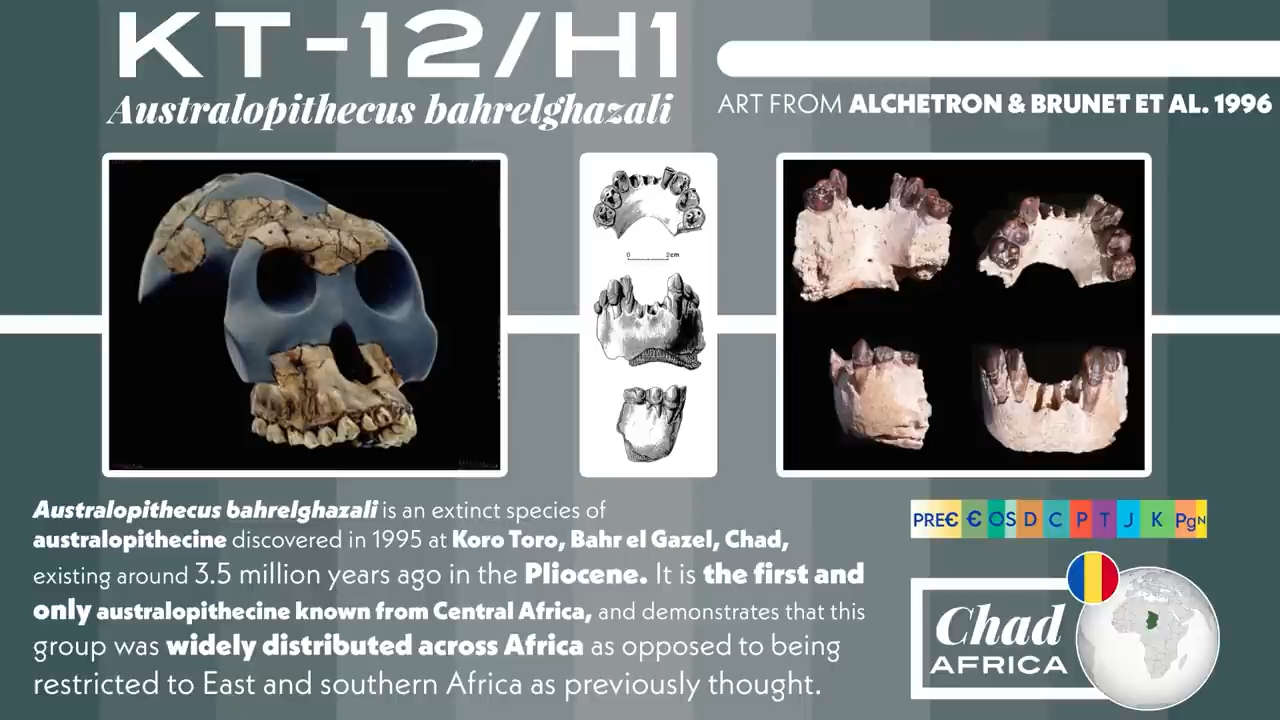 KT-12/H1
Australopithecus bahrelghazali
ART FROM ALCHETRON & BRUNET ET AL. 1996
0 2cm
Australopithecus bahrelghazali is an extinct species of
australopithecine discovered in 1995 at Koro Toro, Bahr el Gazel, Chad,
existing around 3.5 million years ago in the Pliocene. It is the first and
only australopithecine known from Central Africa, and demonstrates that this
group was widely distributed across Africa as opposed to being
restricted to East and southern Africa as previously thought.
PRE€ € O S D C P T J K PgN
Chad
AFRICA